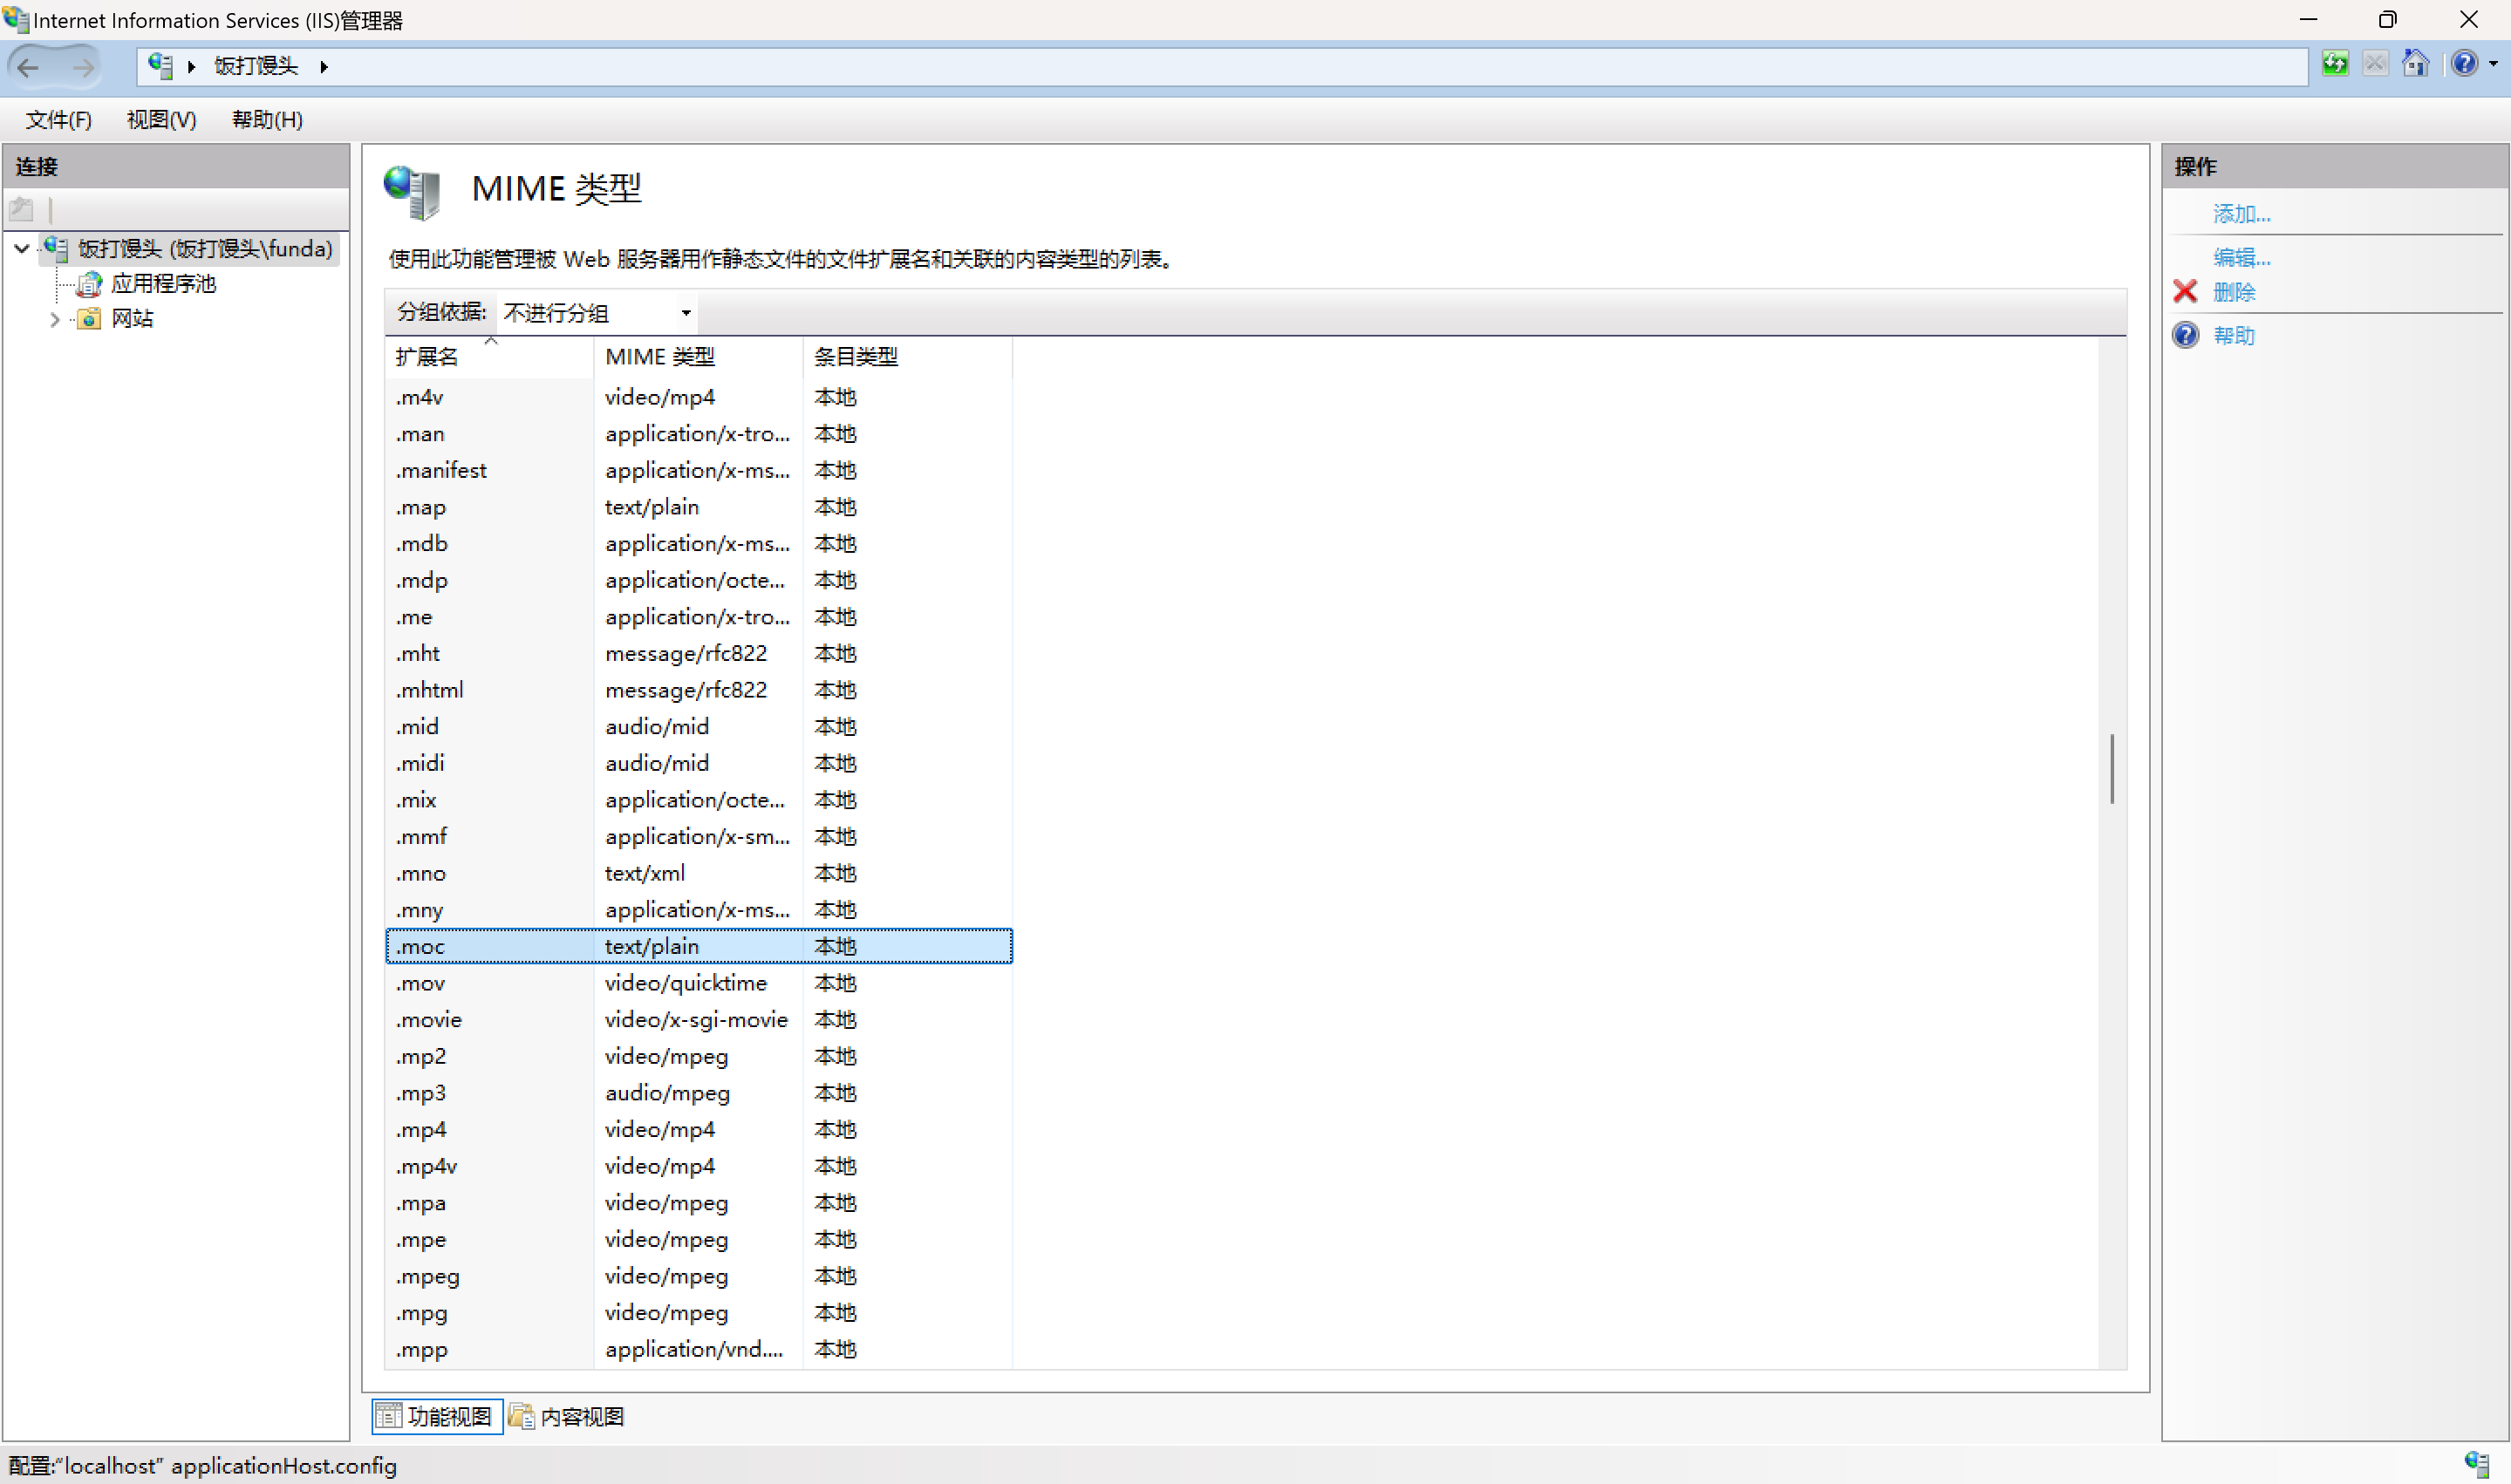 Internet Information Services (IIS)管理器
饭打馒头
文件(F) 视图(V) 帮助(H)
连接
饭打馒头 (饭打馒头\funda)
应用程序池
网站
MIME 类型
使用此功能管理被 Web 服务器用作静态文件的文件扩展名和关联的内容类型的列表。
分组依据: 不进行分组
扩展名 MIME 类型 条目类型
.m4v video/mp4 本地
.man application/x-tro... 本地
.manifest application/x-ms... 本地
.map text/plain 本地
.mdb application/x-ms... 本地
.mdp application/octe... 本地
.me application/x-tro... 本地
.mht message/rfc822 本地
.mhtml message/rfc822 本地
.mid audio/mid 本地
.midi audio/mid 本地
.mix application/octe... 本地
.mmf application/x-sm... 本地
.mno text/xml 本地
.mny application/x-ms... 本地
.moc text/plain 本地
.mov video/quicktime 本地
.movie video/x-sgi-movie 本地
.mp2 video/mpeg 本地
.mp3 audio/mpeg 本地
.mp4 video/mp4 本地
.mp4v video/mp4 本地
.mpa video/mpeg 本地
.mpe video/mpeg 本地
.mpeg video/mpeg 本地
.mpg video/mpeg 本地
.mpp application/vnd.... 本地
功能视图 内容视图
操作
添加...
编辑...
删除
帮助
配置:“localhost” applicationHost.config